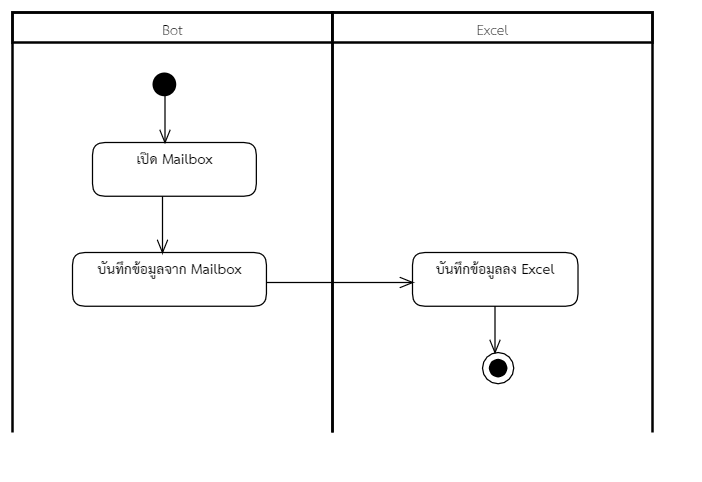 Bot
Excel
เปิด Mailbox
บันทึกข้อมูลจาก Mailbox
บันทึกข้อมูลลง Excel